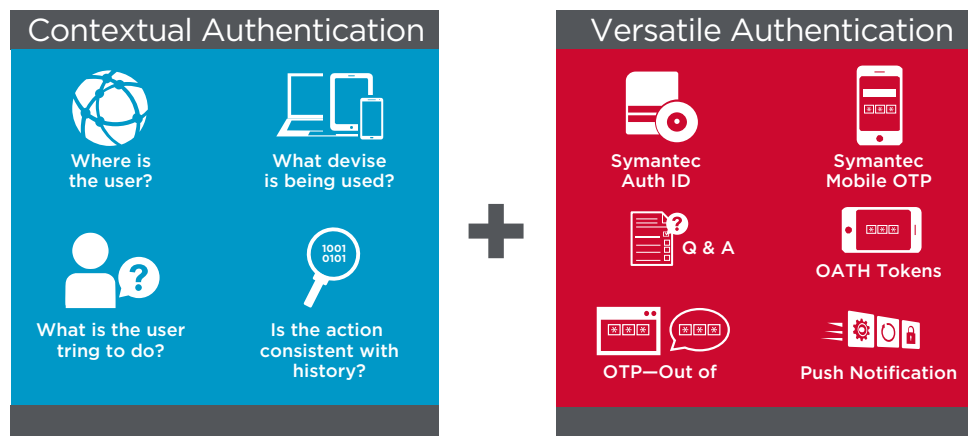 Contextual Authentication
Where is
the user?
What devise
is being used?
What is the user
tring to do?
1001
0101
Is the action
consistent with
history?
Versatile Authentication
Symantec
Auth ID
***
Symantec
Mobile OTP
?
Q & A
***
OATH Tokens
*** ***
OTP—Out of
Push Notification